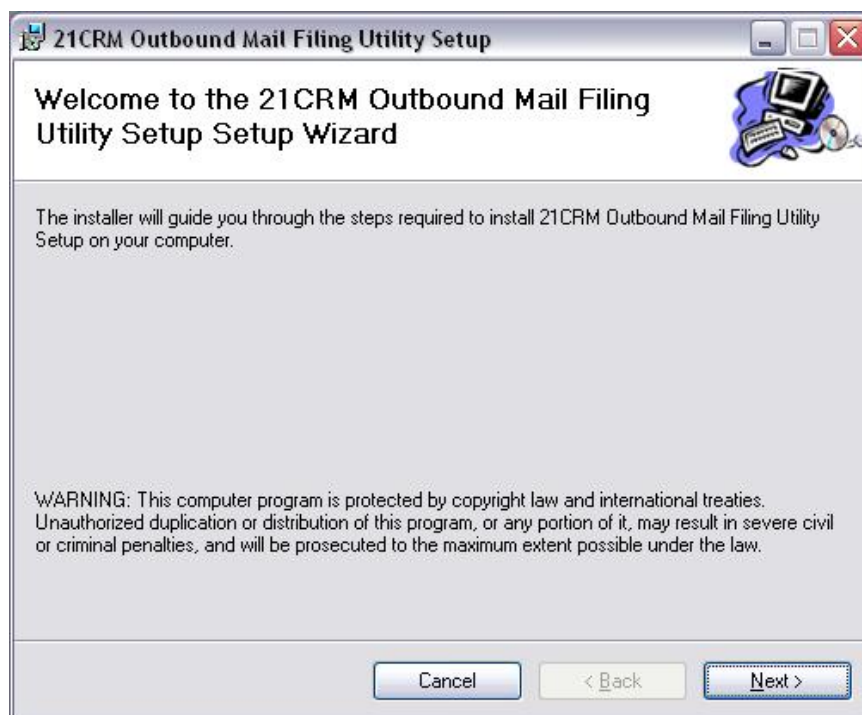 21CRM Outbound Mail Filing Utility Setup
Welcome to the 21CRM Outbound Mail Filing
Utility Setup Setup Wizard
The installer will guide you through the steps required to install 21CRM Outbound Mail Filing Utility
Setup on your computer.
WARNING: This computer program is protected by copyright law and international treaties.
Unauthorized duplication or distribution of this program, or any portion of it, may result in severe civil
or criminal penalties, and will be prosecuted to the maximum extent possible under the law.
Cancel < Back Next >